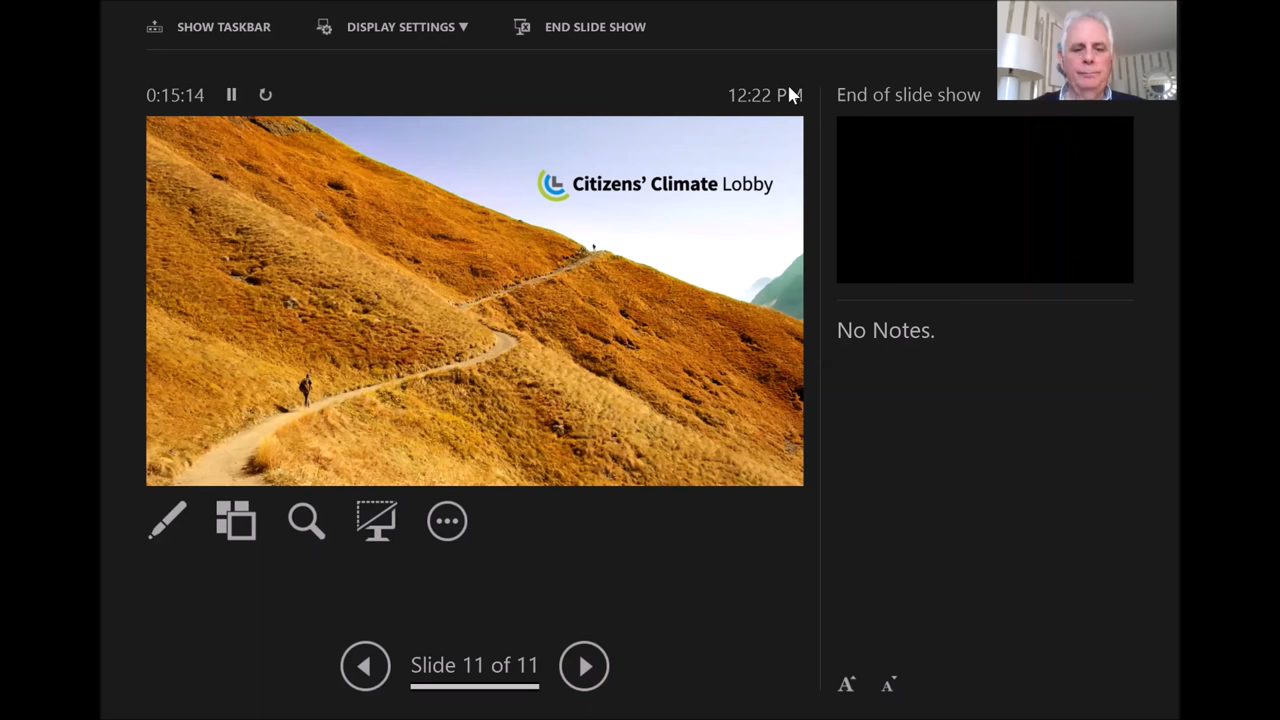 SHOW TASKBAR
DISPLAY SETTINGS ▼
END SLIDE SHOW
0:15:14
12:22 PM
End of slide show
Citizens’ Climate Lobby
No Notes.
Slide 11 of 11
A
A